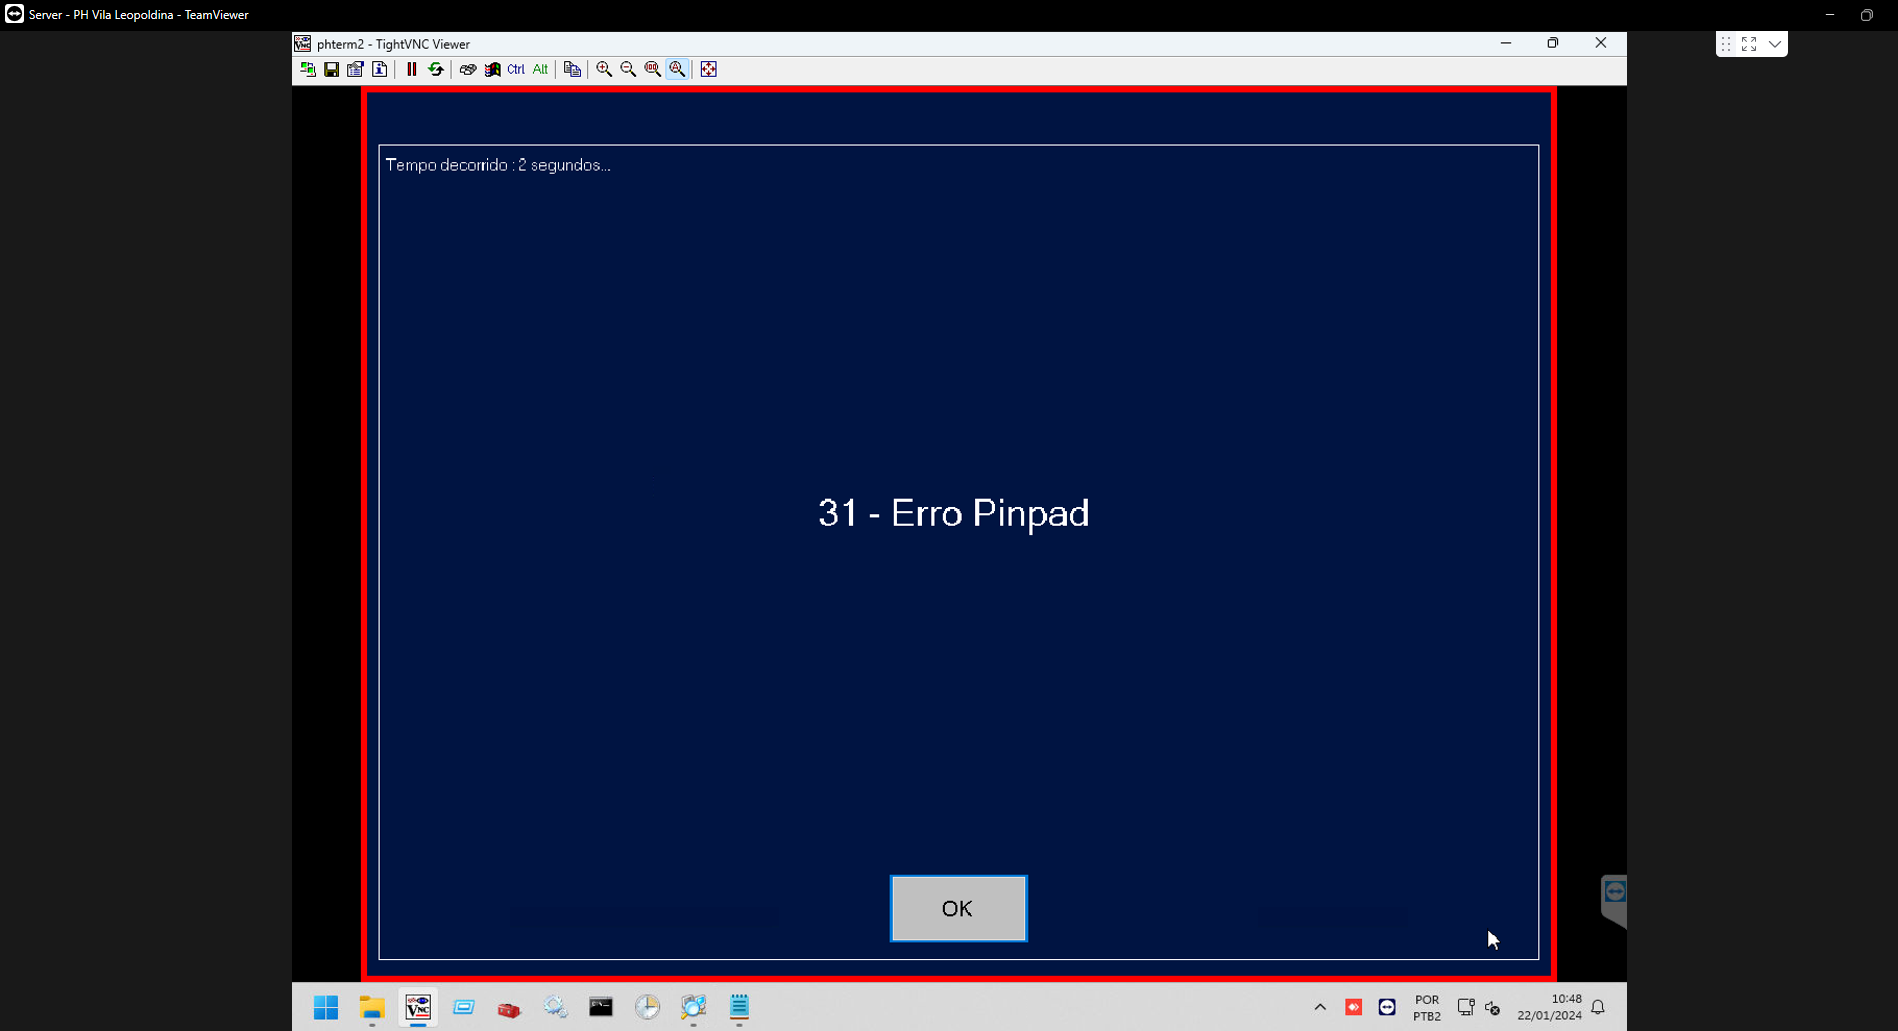 Server - PH Vila Leopoldina - TeamViewer
phterm2 - TightVNC Viewer
Ctrl Alt
Tempo decorrido : 2 segundos...
31 - Erro Pinpad
OK
POR
PTB2
10:48
22/01/2024